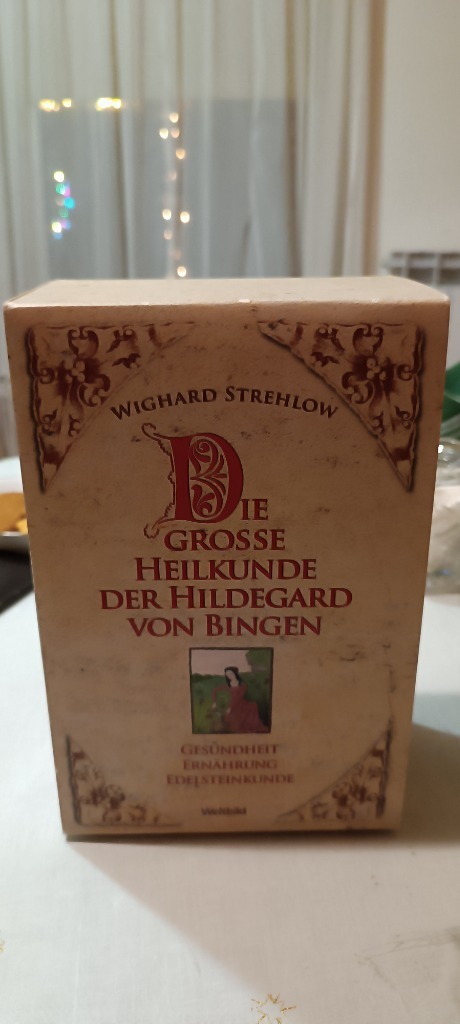 WIGHARD STREHLOW
DIE
GROSSE
HEILKUNDE
DER HILDEGARD
VON BINGEN
GESUNDHEIT
ERNÄHRUNG
EDELSTEINKUNDE
Weltbild